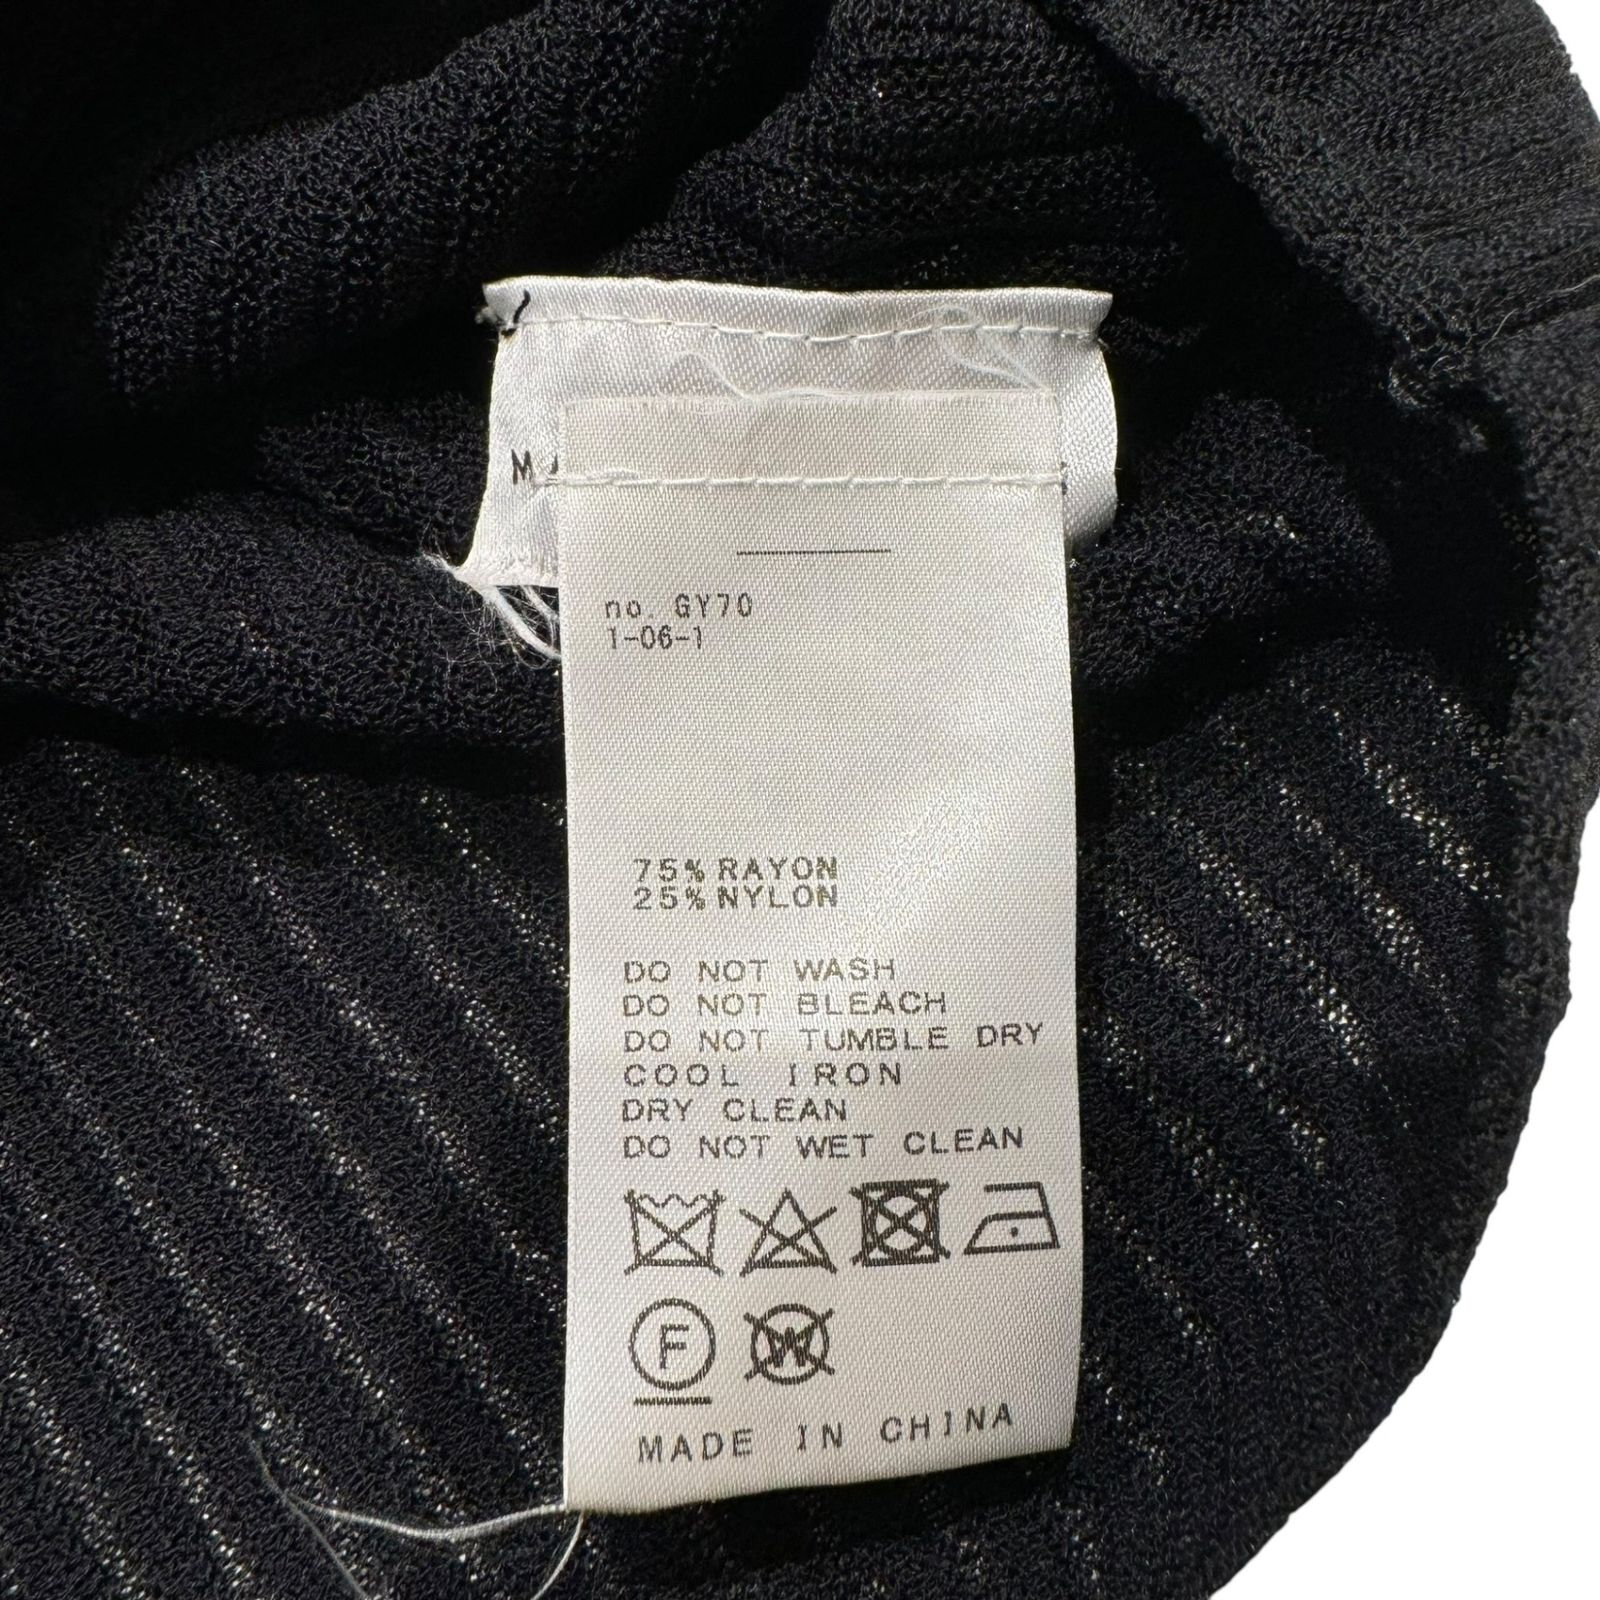 no. GY70
1-06-1
75% RAYON
25% NYLON
DO NOT WASH
DO NOT BLEACH
DO NOT TUMBLE DRY
COOL IRON
DRY CLEAN
DO NOT WET CLEAN
F W
MADE IN CHINA